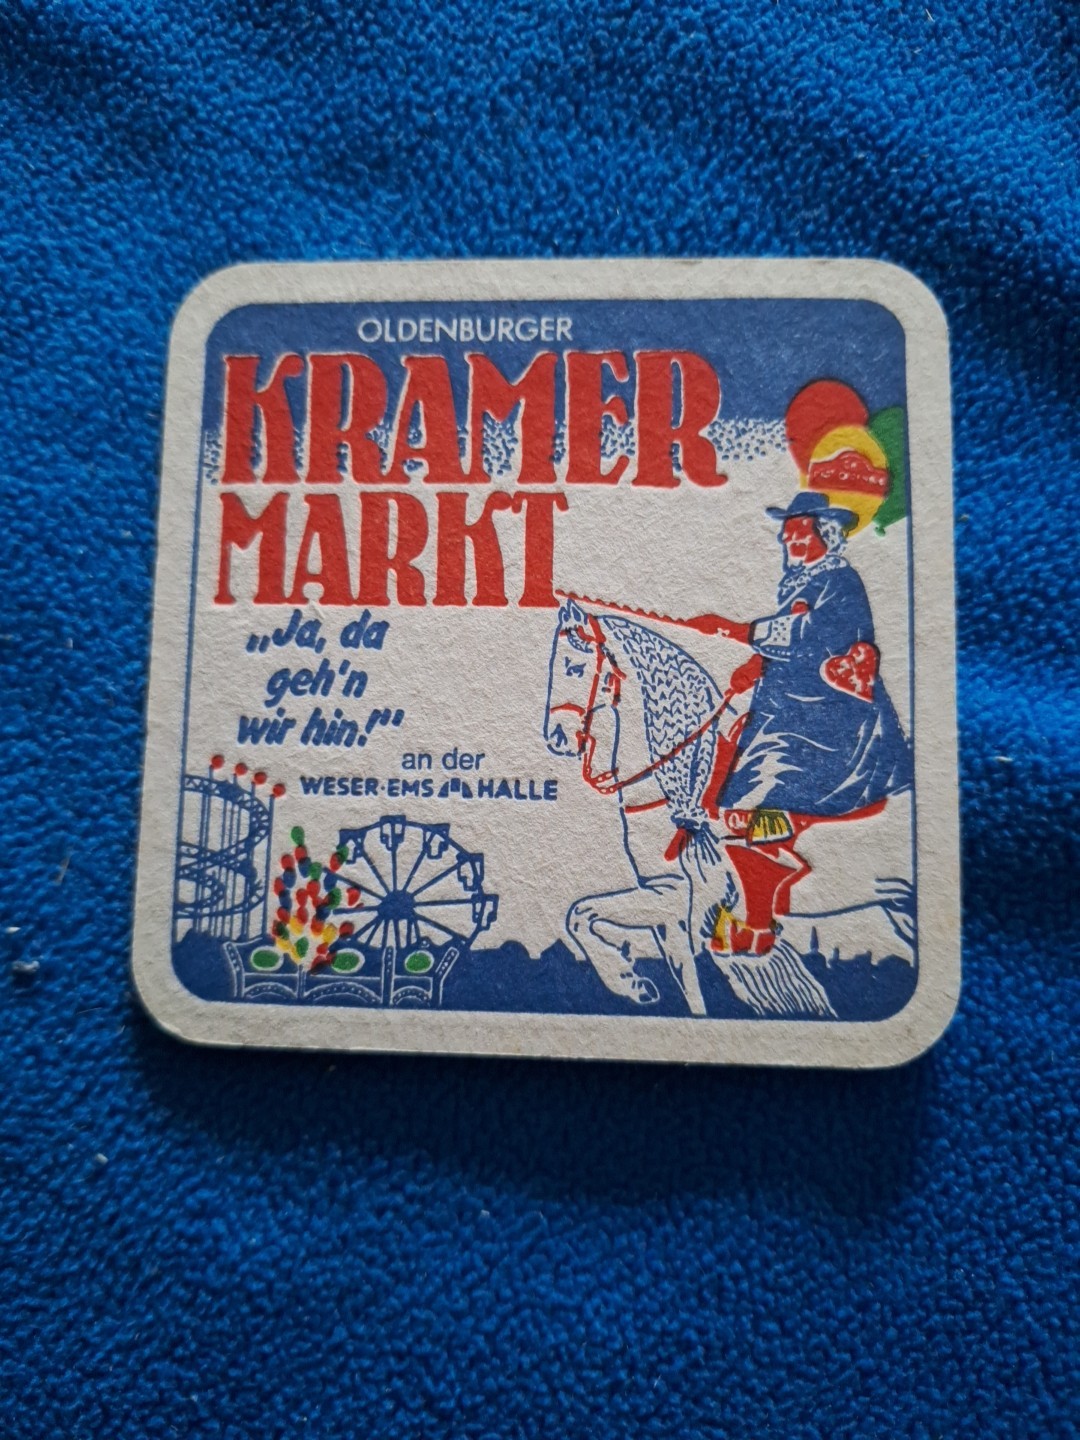 OLDENBURGER
KRAMER
MARKT
„Ja, da
geh'n
wir hin!"
an der
WESER-EMS HALLE